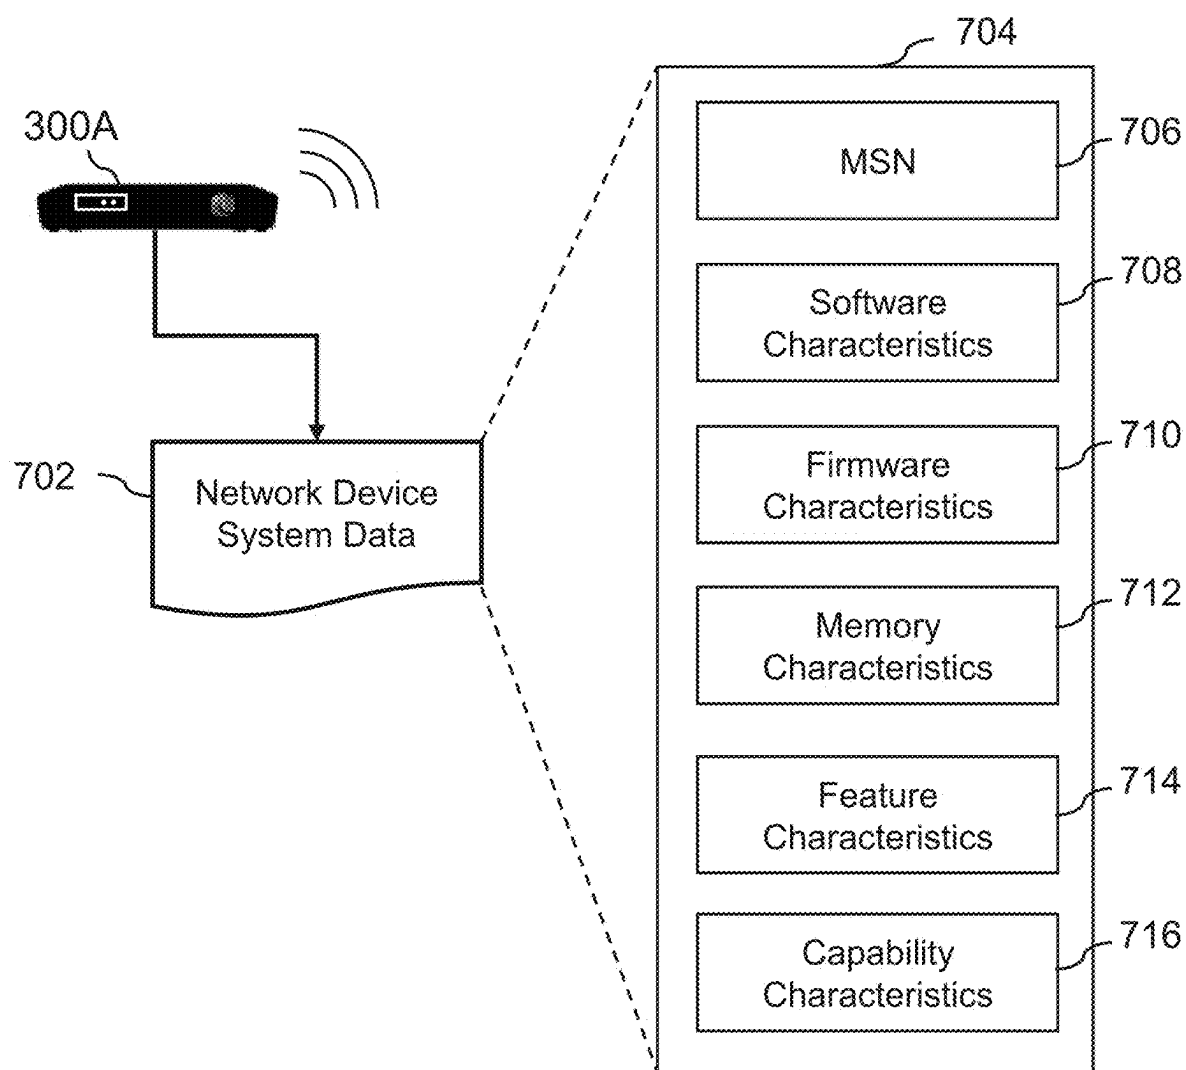 704
300A
MSN
706
Software
Characteristics
708
Firmware
Characteristics
710
702
Network Device
System Data
Memory
Characteristics
712
Feature
Characteristics
714
Capability
Characteristics
716